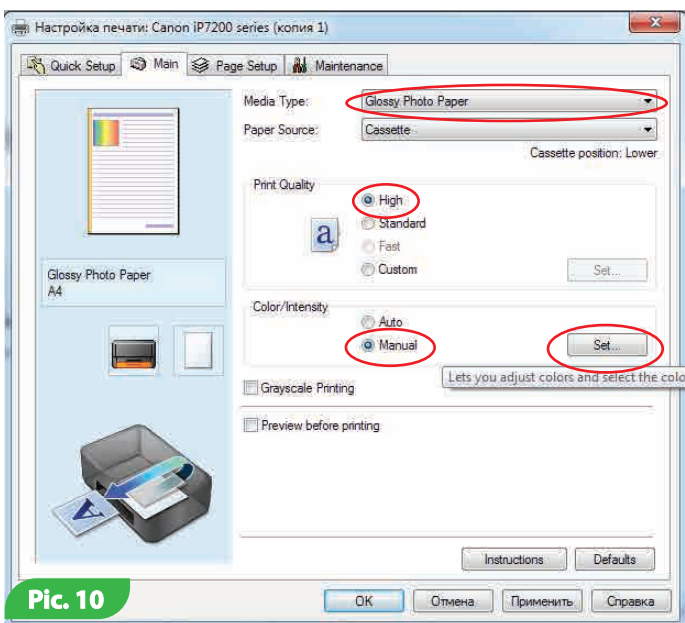 Настройка печати: Canon iP7200 series (копия 1)
Quick Setup Main Page Setup Maintenance
Media Type: Glossy Photo Paper
Paper Source: Cassette
Cassette position: Lower
Print Quality
High
a
Standard
Fast
Glossy Photo Paper
A4
Custom Set...
Color/Intensity
Auto
Manual Set...
Lets you adjust colors and select the colo
Grayscale Printing
Preview before printing
A
Instructions Defaults
Pic. 10
OK Отмена Применить Справка